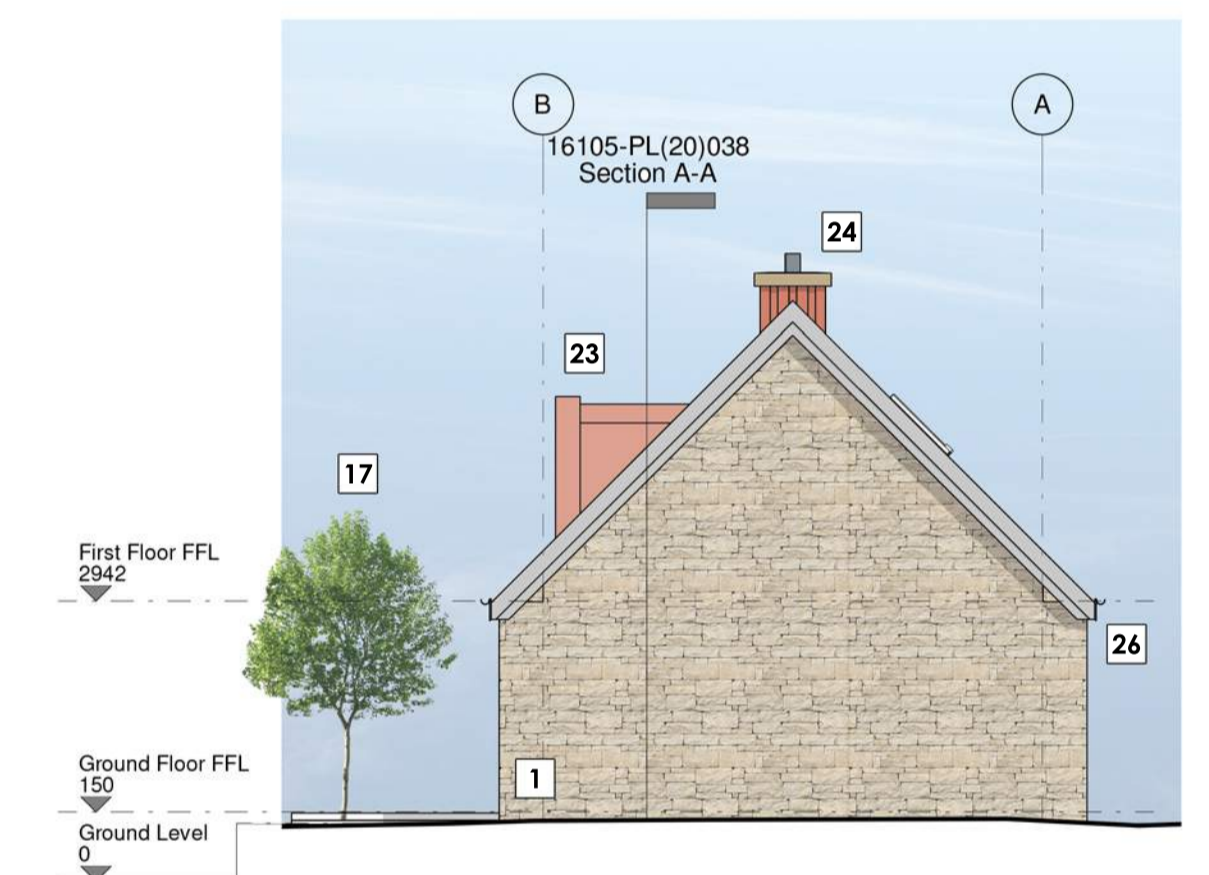 B
A
16105-PL(20)038
Section A-A
24
23
17
First Floor FFL
2942
26
Ground Floor FFL
150
1
Ground Level
0